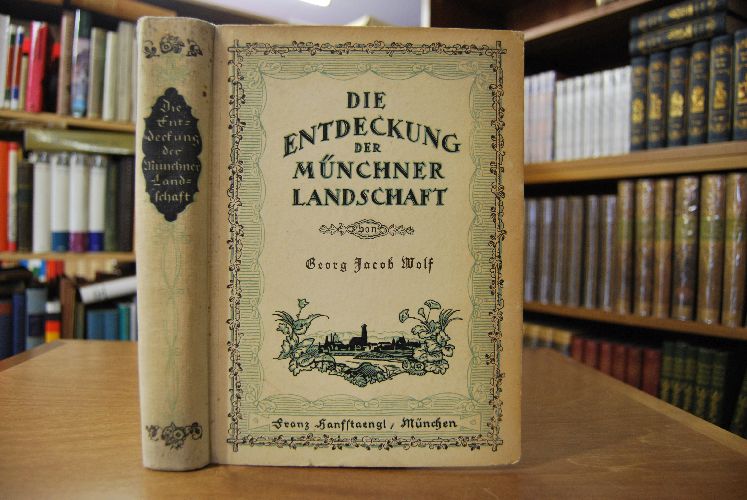 Die
Ent=
deckung
der
Münchner
Land=
schaft
DIE
ENTDECKUNG
DER
MÜNCHNER
LANDSCHAFT
von
Georg Jacob Wolf
Franz Hanfstaengl / München